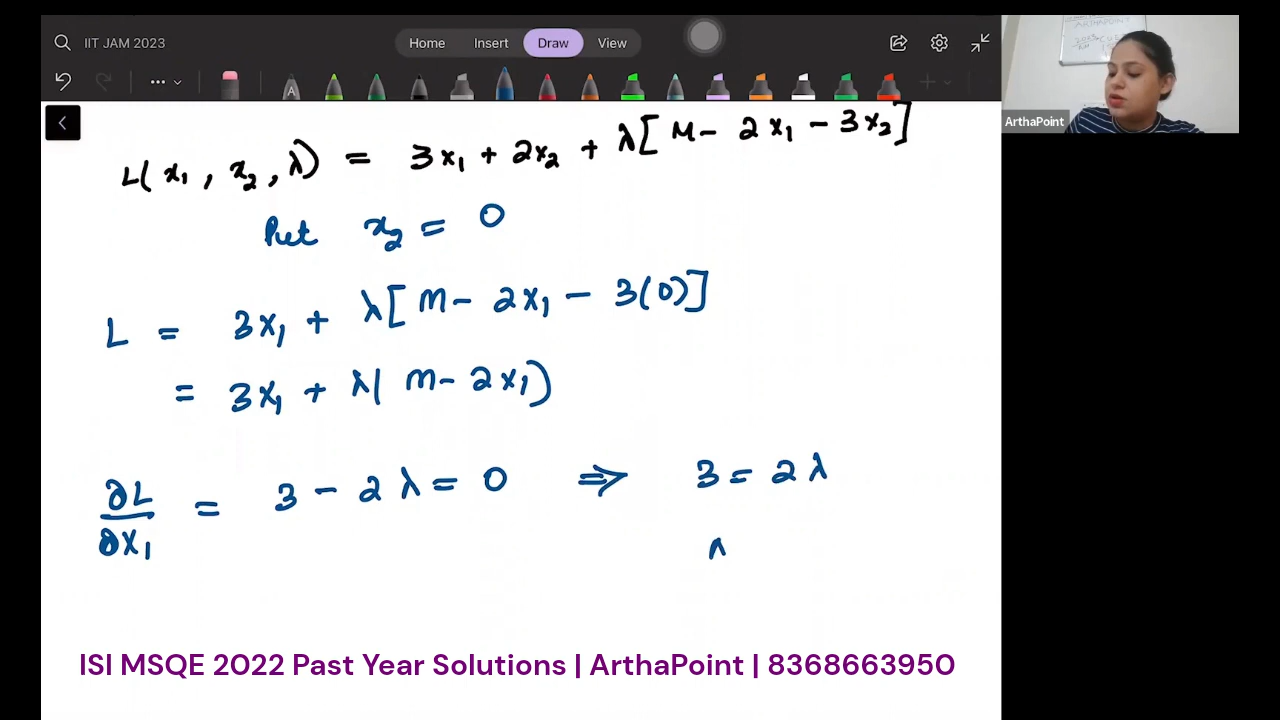 IIT JAM 2023
Home Insert Draw View
A
ArthaPoint
L(x₁, x₂, λ) = 3x₁ + 2x₂ + λ[M - 2x₁ - 3x₂]
Put x₂ = 0
L = 3x₁ + λ[M - 2x₁ - 3(0)]
= 3x₁ + λ(M - 2x₁)
∂L/∂x₁ = 3 - 2λ = 0 ⇒ 3 = 2λ
ISI MSQE 2022 Past Year Solutions | ArthaPoint | 8368663950